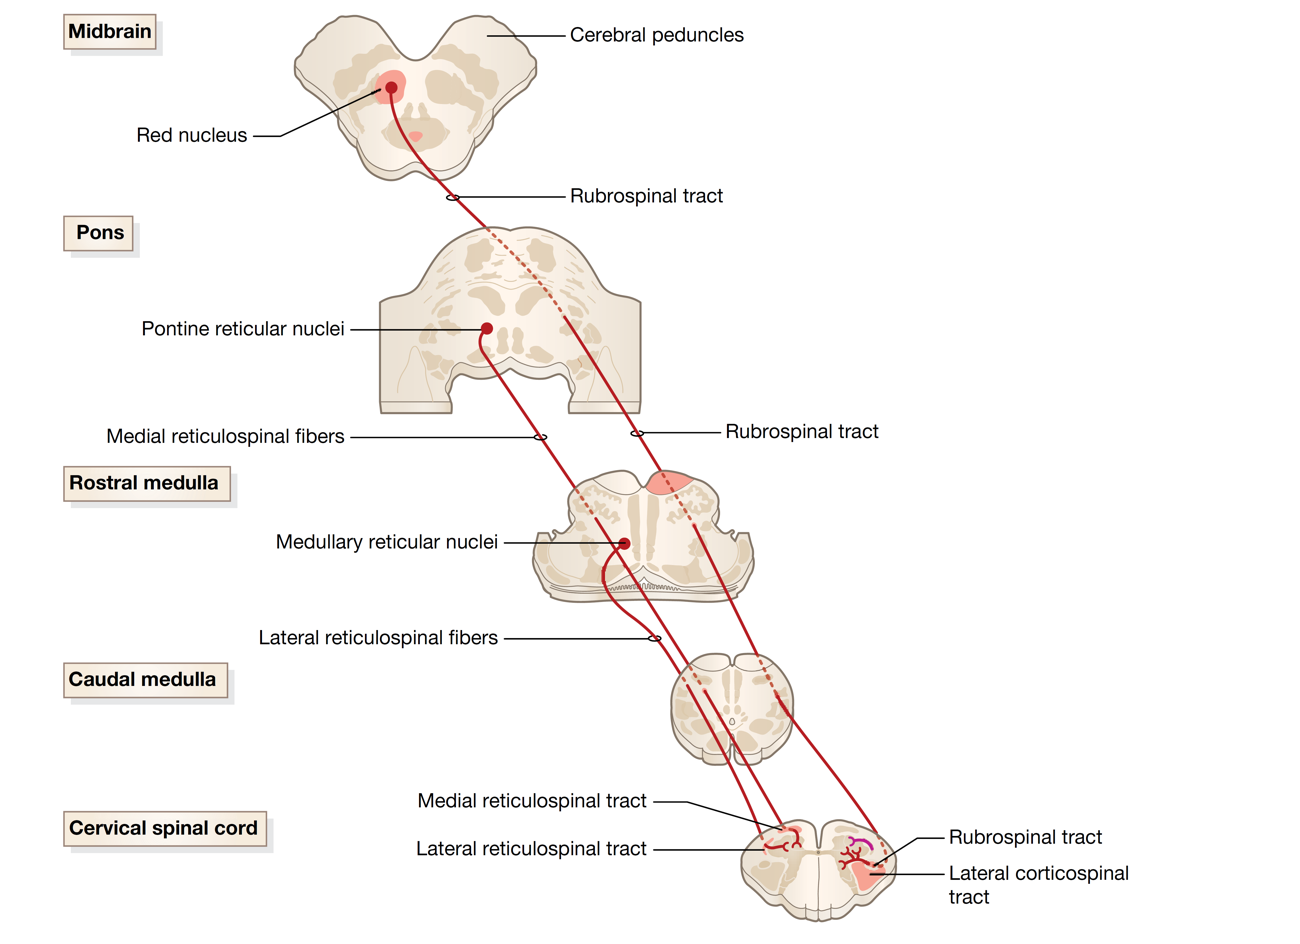 Midbrain
Cerebral peduncles
Red nucleus
Rubrospinal tract
Pons
Pontine reticular nuclei
Medial reticulospinal fibers
Rubrospinal tract
Rostral medulla
Medullary reticular nuclei
Lateral reticulospinal fibers
Caudal medulla
Medial reticulospinal tract
Cervical spinal cord
Rubrospinal tract
Lateral reticulospinal tract
Lateral corticospinal
tract